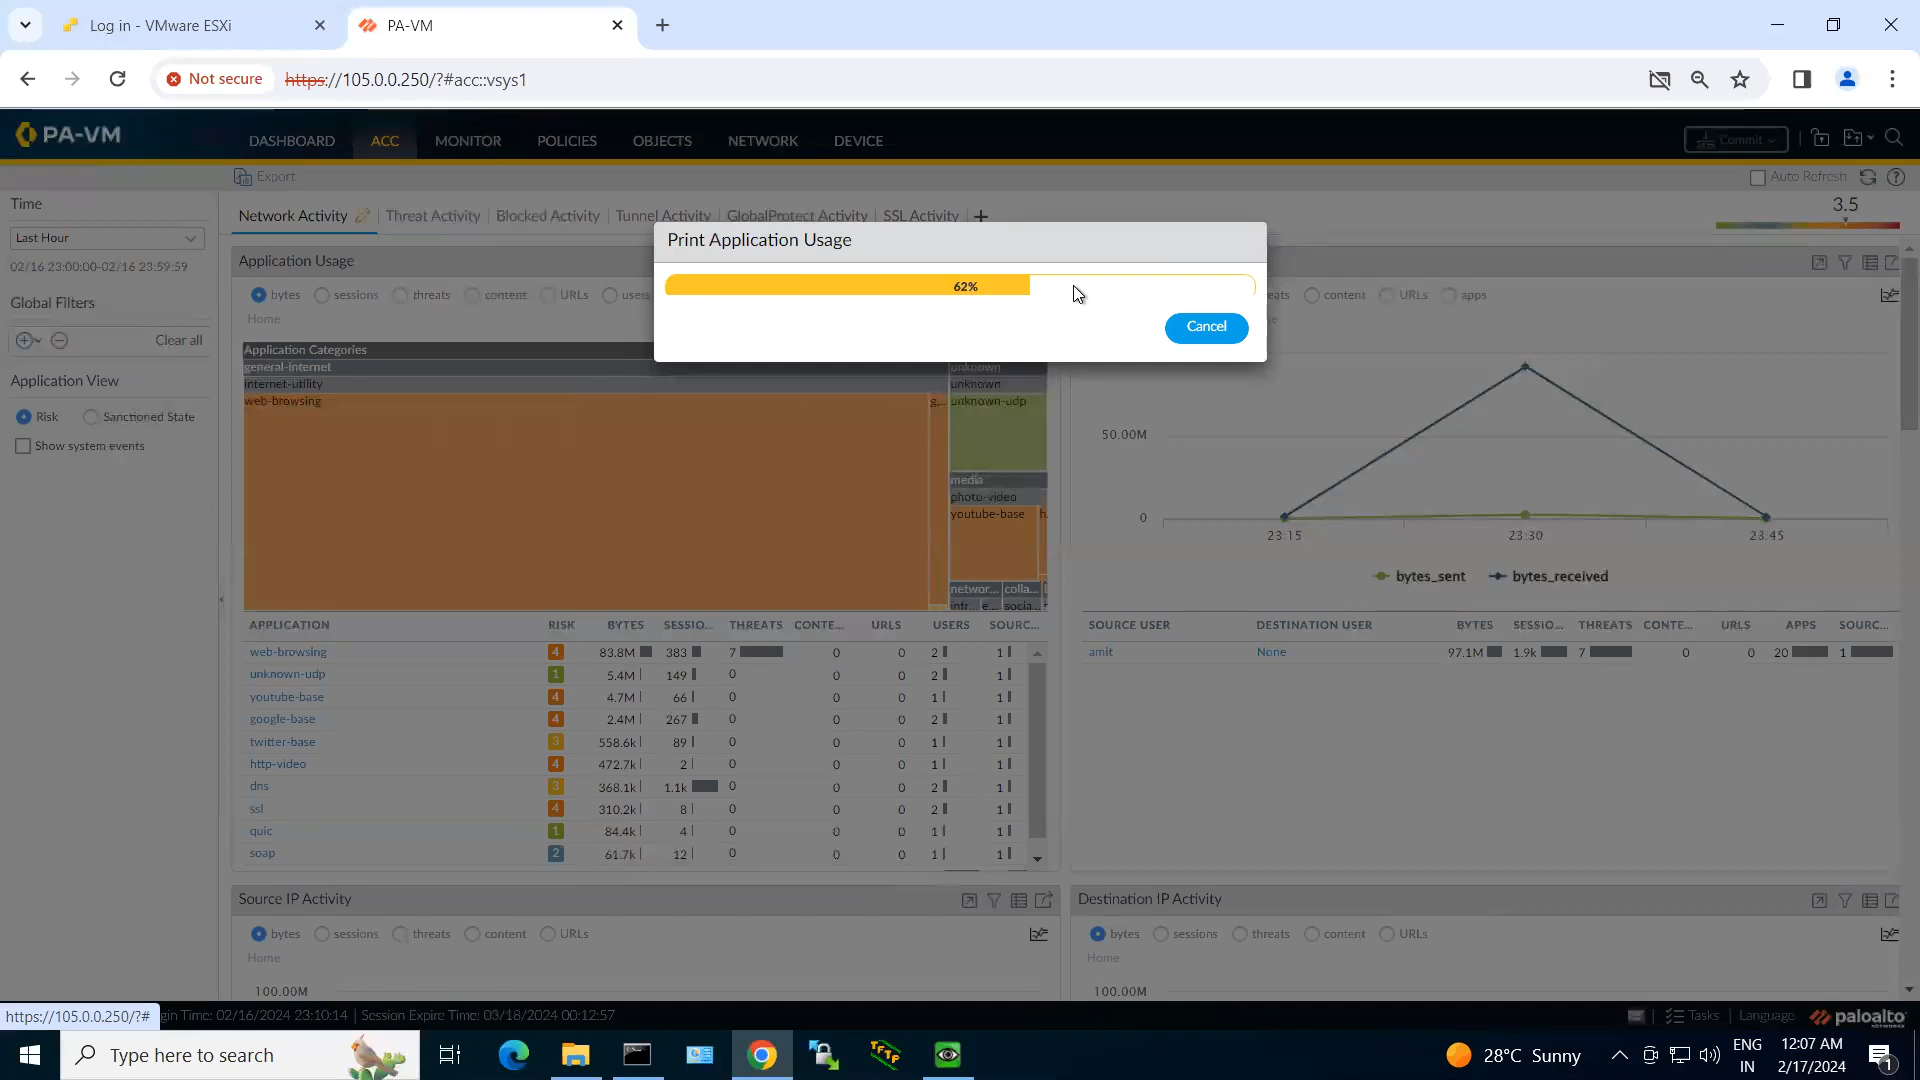 Log in - VMware ESXi
PA-VM
Not secure
https://105.0.0.250/?#acc::vsys1
PA-VM
DASHBOARD
ACC
MONITOR
POLICIES
OBJECTS
NETWORK
DEVICE
Commit
Export
Auto Refresh
Time
Last Hour
02/16 23:00:00-02/16 23:59:59
Global Filters
Clear all
Application View
Risk
Sanctioned State
Show system events
Network Activity
Threat Activity
Blocked Activity
Tunnel Activity
GlobalProtect Activity
SSL Activity
3.5
Print Application Usage
62%
Cancel
Application Usage
bytes sessions threats content URLs users
Home
Application Categories
general-internet
internet-utility
web-browsing
g...
unknown
unknown
unknown-udp
media
photo-video
youtube-base
h.
networ...
colla...
infr...
e...
socia...
APPLICATION RISK BYTES SESSIO... THREATS CONTE... URLS USERS SOURC...
web-browsing 4 83.8M 383 7 0 0 2 1
unknown-udp 1 5.4M 149 0 0 0 2 1
youtube-base 4 4.7M 66 0 0 0 1 1
google-base 4 2.4M 267 0 0 0 2 1
twitter-base 3 558.6k 89 0 0 0 1 1
http-video 4 472.7k 2 0 0 0 1 1
dns 3 368.1k 1.1k 0 0 0 2 1
ssl 4 310.2k 8 0 0 0 2 1
quic 1 84.4k 4 0 0 0 1 1
soap 2 61.7k 12 0 0 0 1 1
content URLs apps
50.00M
0
23:15 23:30 23:45
bytes_sent bytes_received
SOURCE USER DESTINATION USER BYTES SESSIO... THREATS CONTE... URLS APPS SOURC...
amit None 97.1M 1.9k 7 0 0 20 1
Source IP Activity
bytes sessions threats content URLs
Home
100.00M
Destination IP Activity
bytes sessions threats content URLs
Home
100.00M
https://105.0.0.250/?#
gin Time: 02/16/2024 23:10:14 | Session Expire Time: 03/18/2024 00:12:57
Tasks
Language
paloalto
NETWORKS
Type here to search
TFTP
28°C Sunny
ENG
IN
12:07 AM
2/17/2024
1